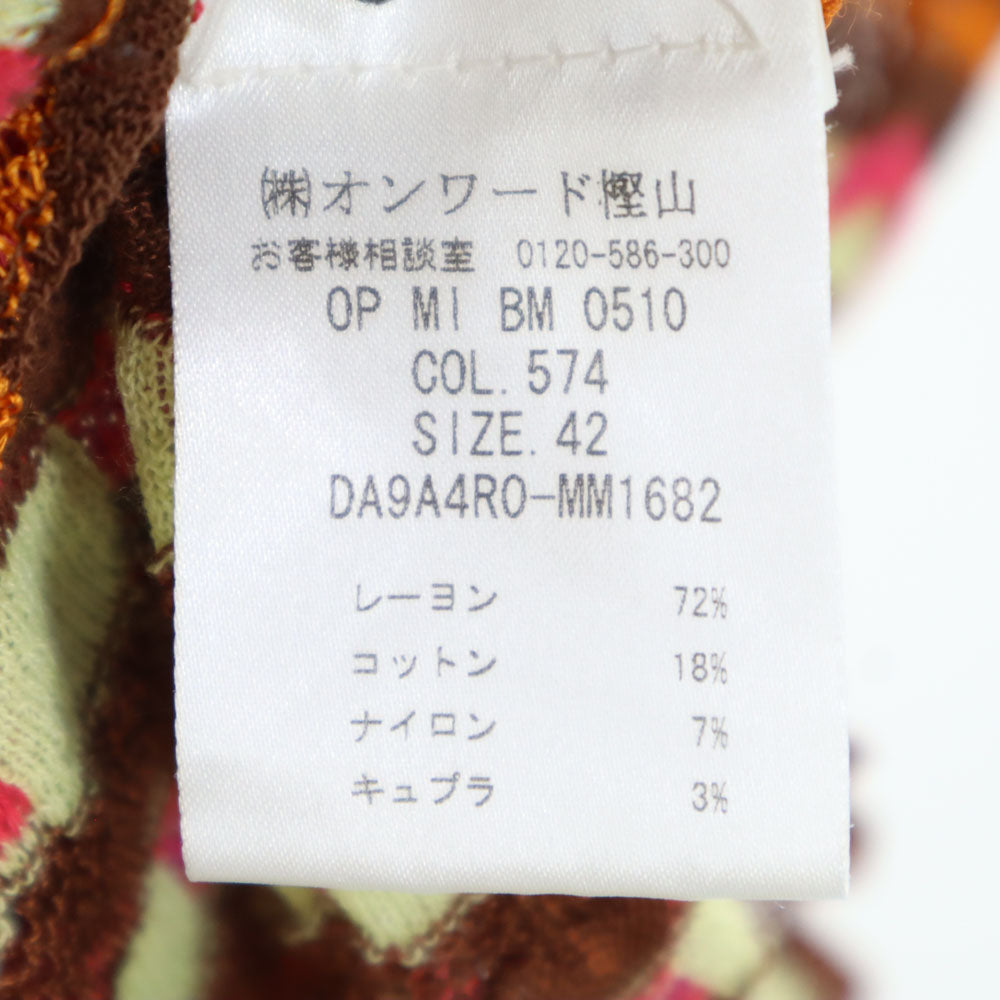 ㈱オンワード樫山
お客様相談室 0120-586-300
OP MI BM 0510
COL. 574
SIZE. 42
DA9A4R0-MM1682
レーヨン 72%
コットン 18%
ナイロン 7%
キュプラ 3%